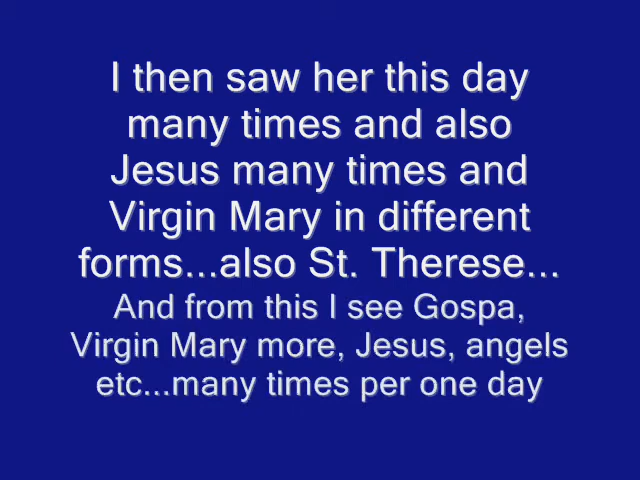 I then saw her this day
many times and also
Jesus many times and
Virgin Mary in different
forms...also St. Therese...
And from this I see Gospa,
Virgin Mary more, Jesus, angels
etc...many times per one day